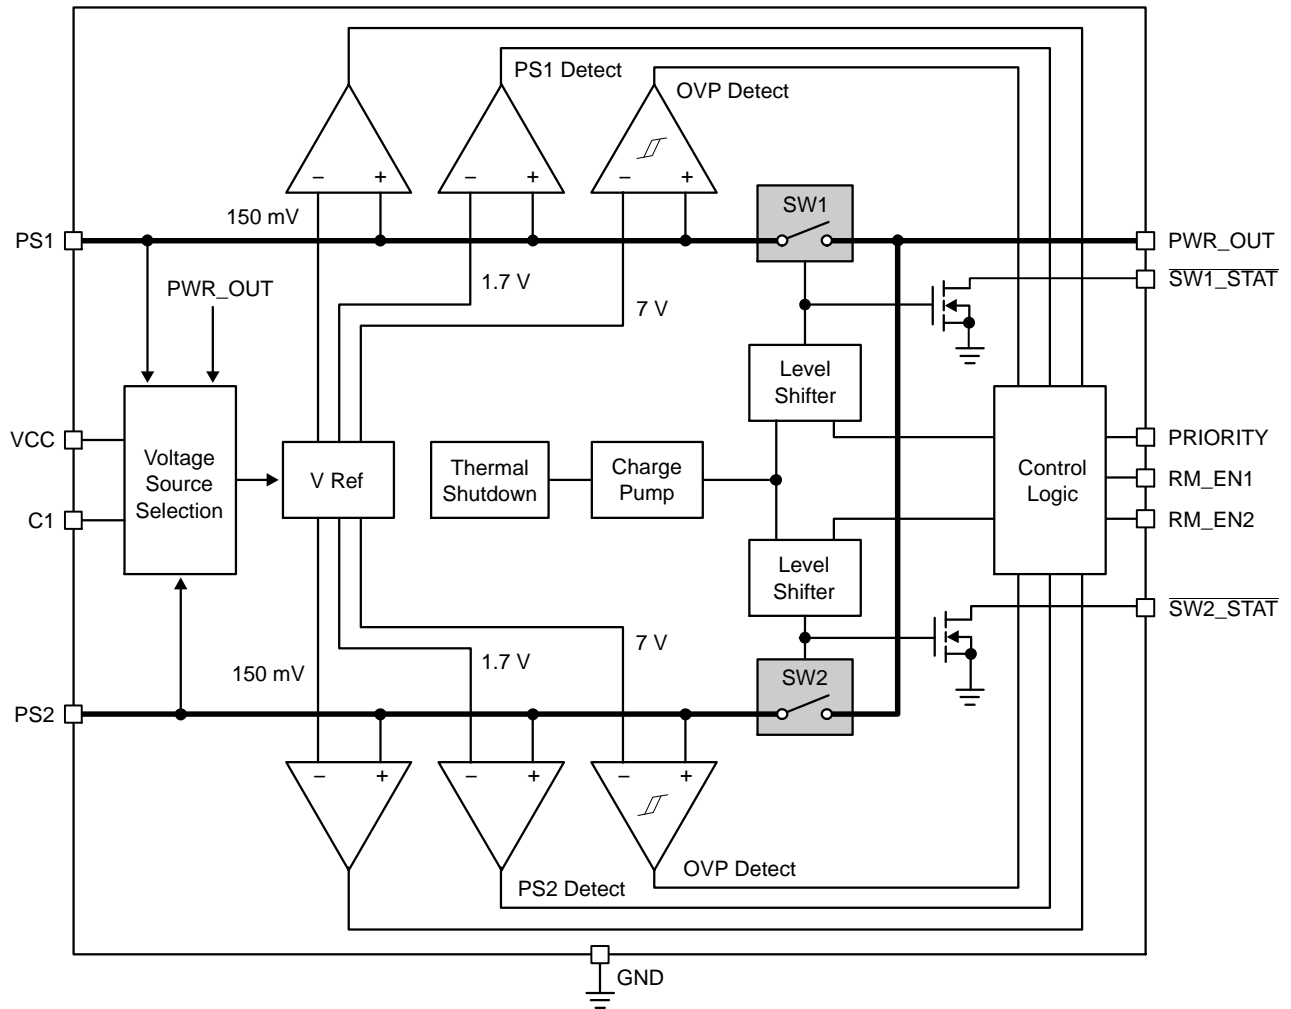 PS1 Detect
OVP Detect
− +
− +
− +
150 mV
SW1
PS1
PWR_OUT
SW1_STAT
1.7 V
PWR_OUT
7 V
Level
Shifter
VCC
Voltage
Source
Selection
C1
V Ref
Thermal
Shutdown
Charge
Pump
Control
Logic
PRIORITY
RM_EN1
RM_EN2
Level
Shifter
SW2_STAT
7 V
1.7 V
150 mV
SW2
PS2
− +
− +
− +
OVP Detect
PS2 Detect
GND